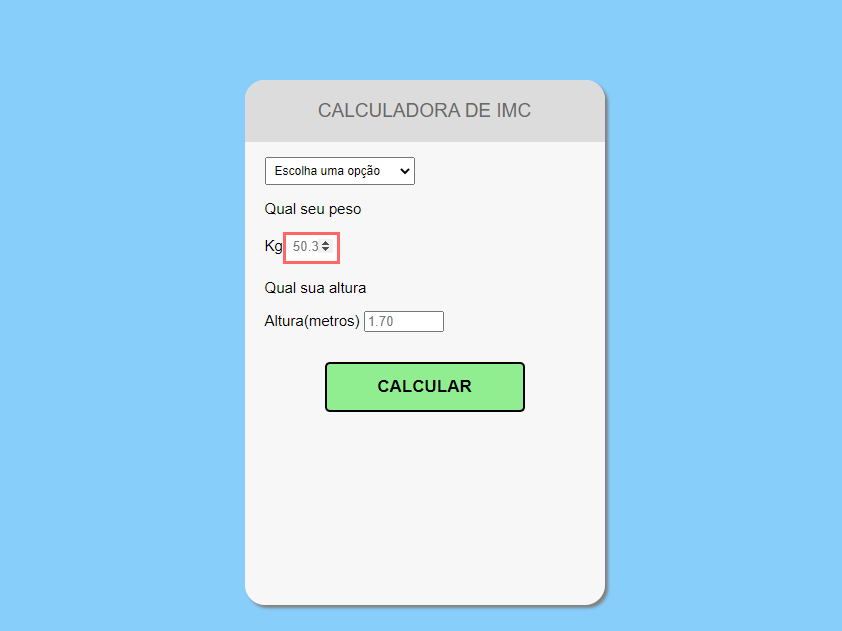 CALCULADORA DE IMC
Escolha uma opção
Qual seu peso
Kg 50.3
Qual sua altura
Altura(metros) 1.70
CALCULAR